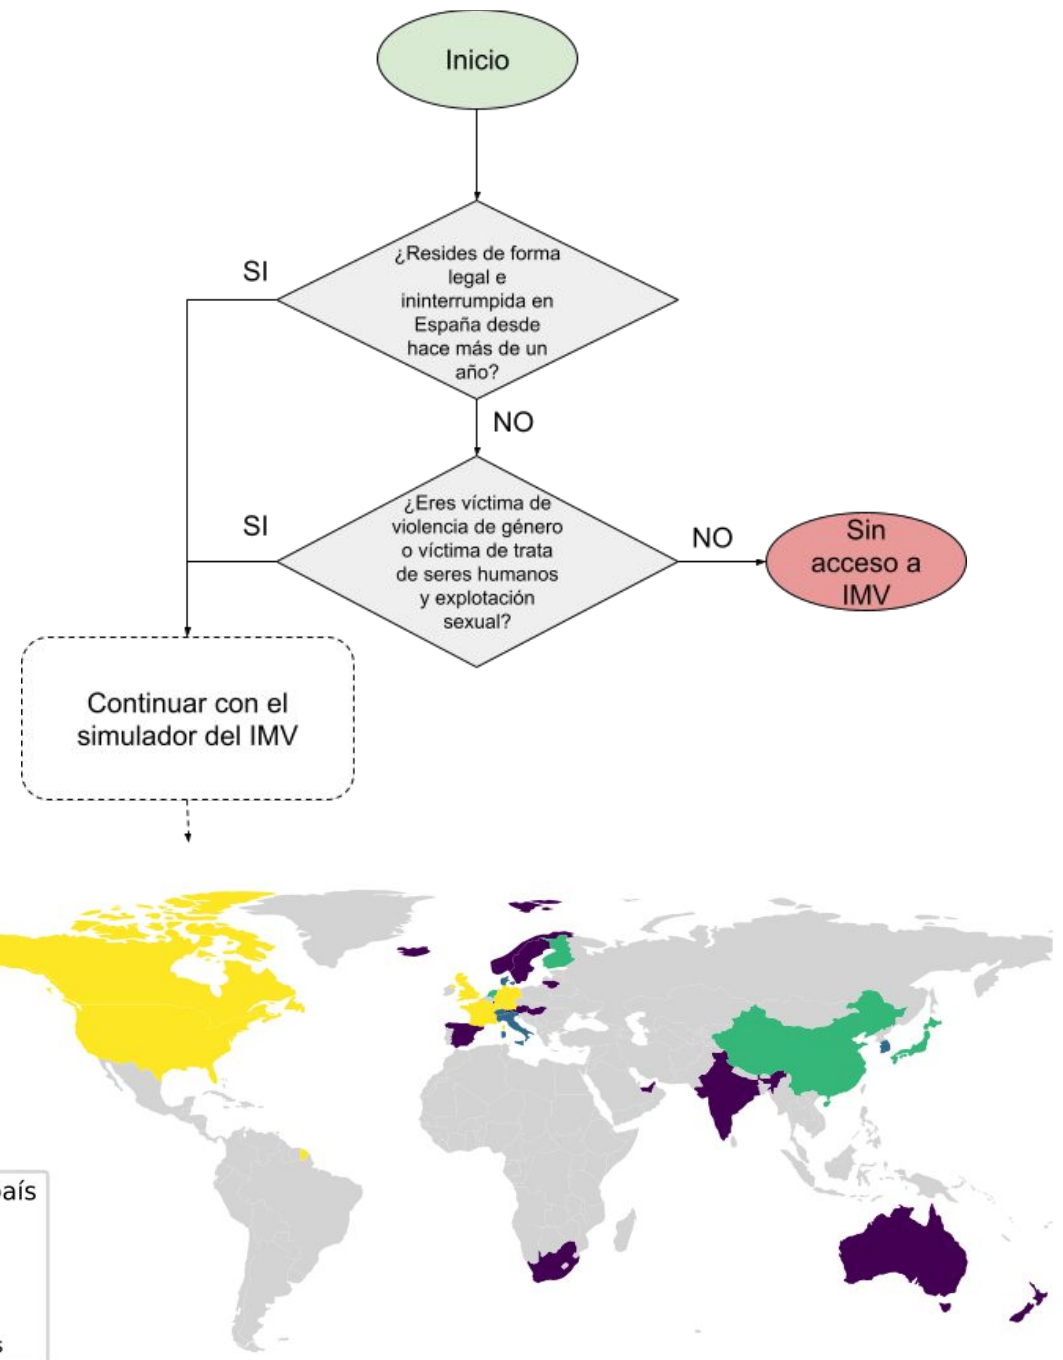 Inicio
¿Resides de forma
legal e
ininterrumpida en
España desde
hace más de un
año?
SI
NO
¿Eres víctima de
violencia de género
o víctima de trata
de seres humanos
y explotación
sexual?
SI
NO
Sin
acceso a
IMV
Continuar con el
simulador del IMV